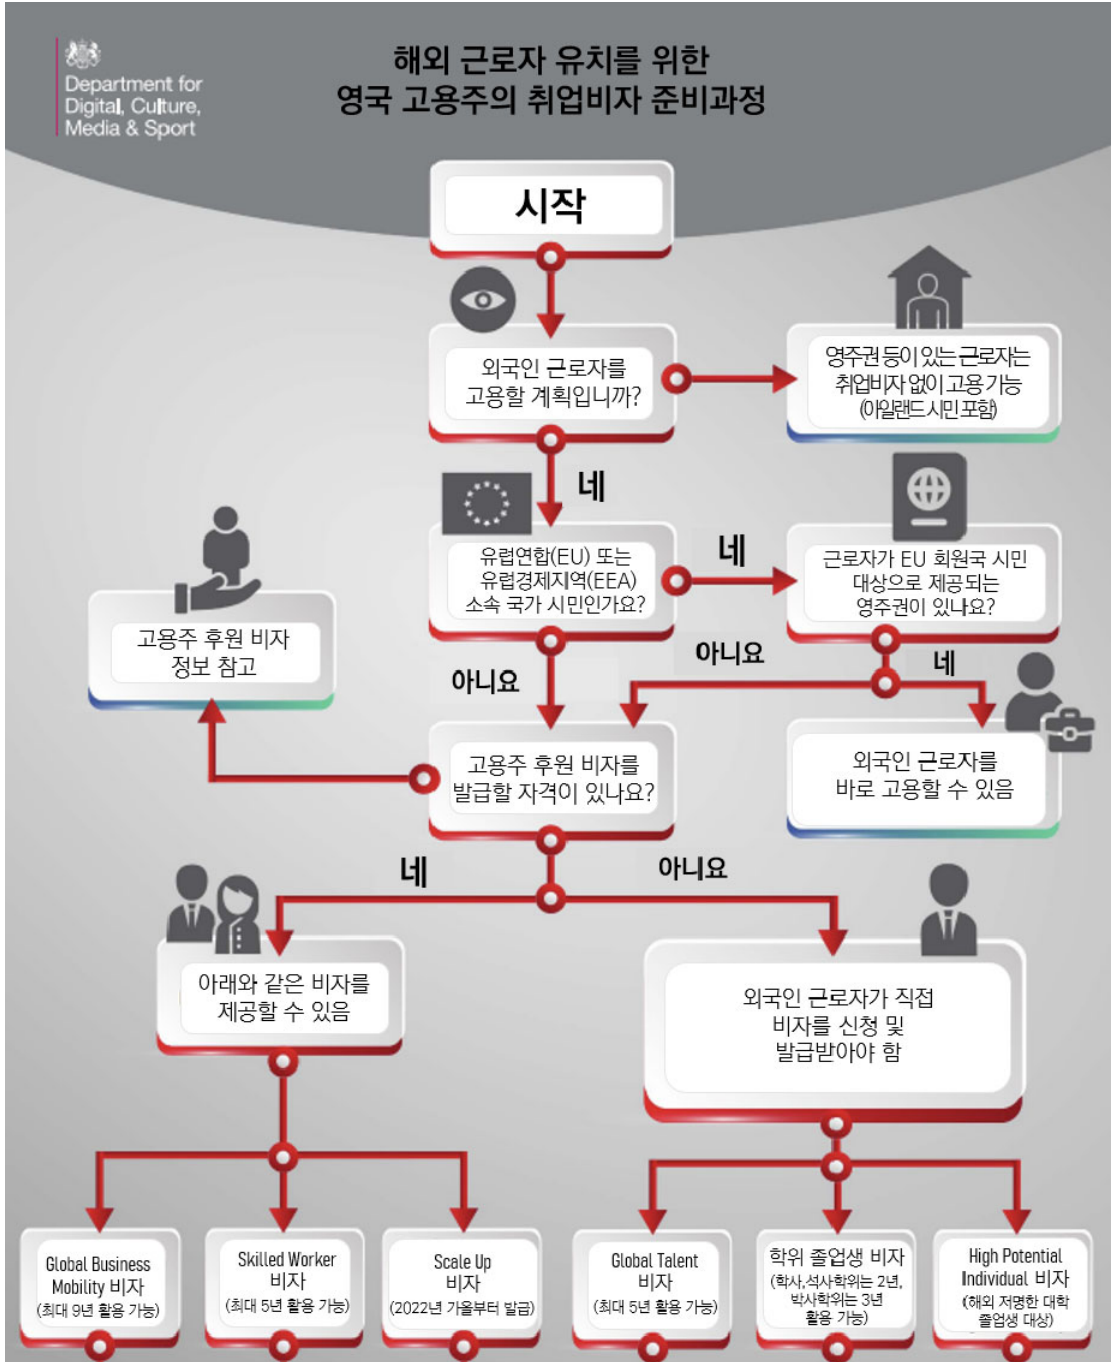 Department for
Digital, Culture,
Media & Sport
해외 근로자 유치를 위한
영국 고용주의 취업비자 준비과정
시작
외국인 근로자를
고용할 계획입니까?
영주권 등이 있는 근로자는
취업비자 없이 고용 가능
(아일랜드 시민 포함)
네
유럽연합(EU) 또는
유럽경제지역(EEA)
소속 국가 시민인가요?
네
근로자가 EU 회원국 시민
대상으로 제공되는
영주권이 있나요?
고용주 후원 비자
정보 참고
아니요
아니요
네
고용주 후원 비자를
발급할 자격이 있나요?
외국인 근로자를
바로 고용할 수 있음
네
아니요
아래와 같은 비자를
제공할 수 있음
외국인 근로자가 직접
비자를 신청 및
발급받아야 함
Global Business
Mobility 비자
(최대 9년 활용 가능)
Skilled Worker
비자
(최대 5년 활용 가능)
Scale Up
비자
(2022년 가을부터 발급)
Global Talent
비자
(최대 5년 활용 가능)
학위 졸업생 비자
(학사,석사학위는 2년,
박사학위는 3년
활용 가능)
High Potential
Individual 비자
(해외 저명한 대학
졸업생 대상)